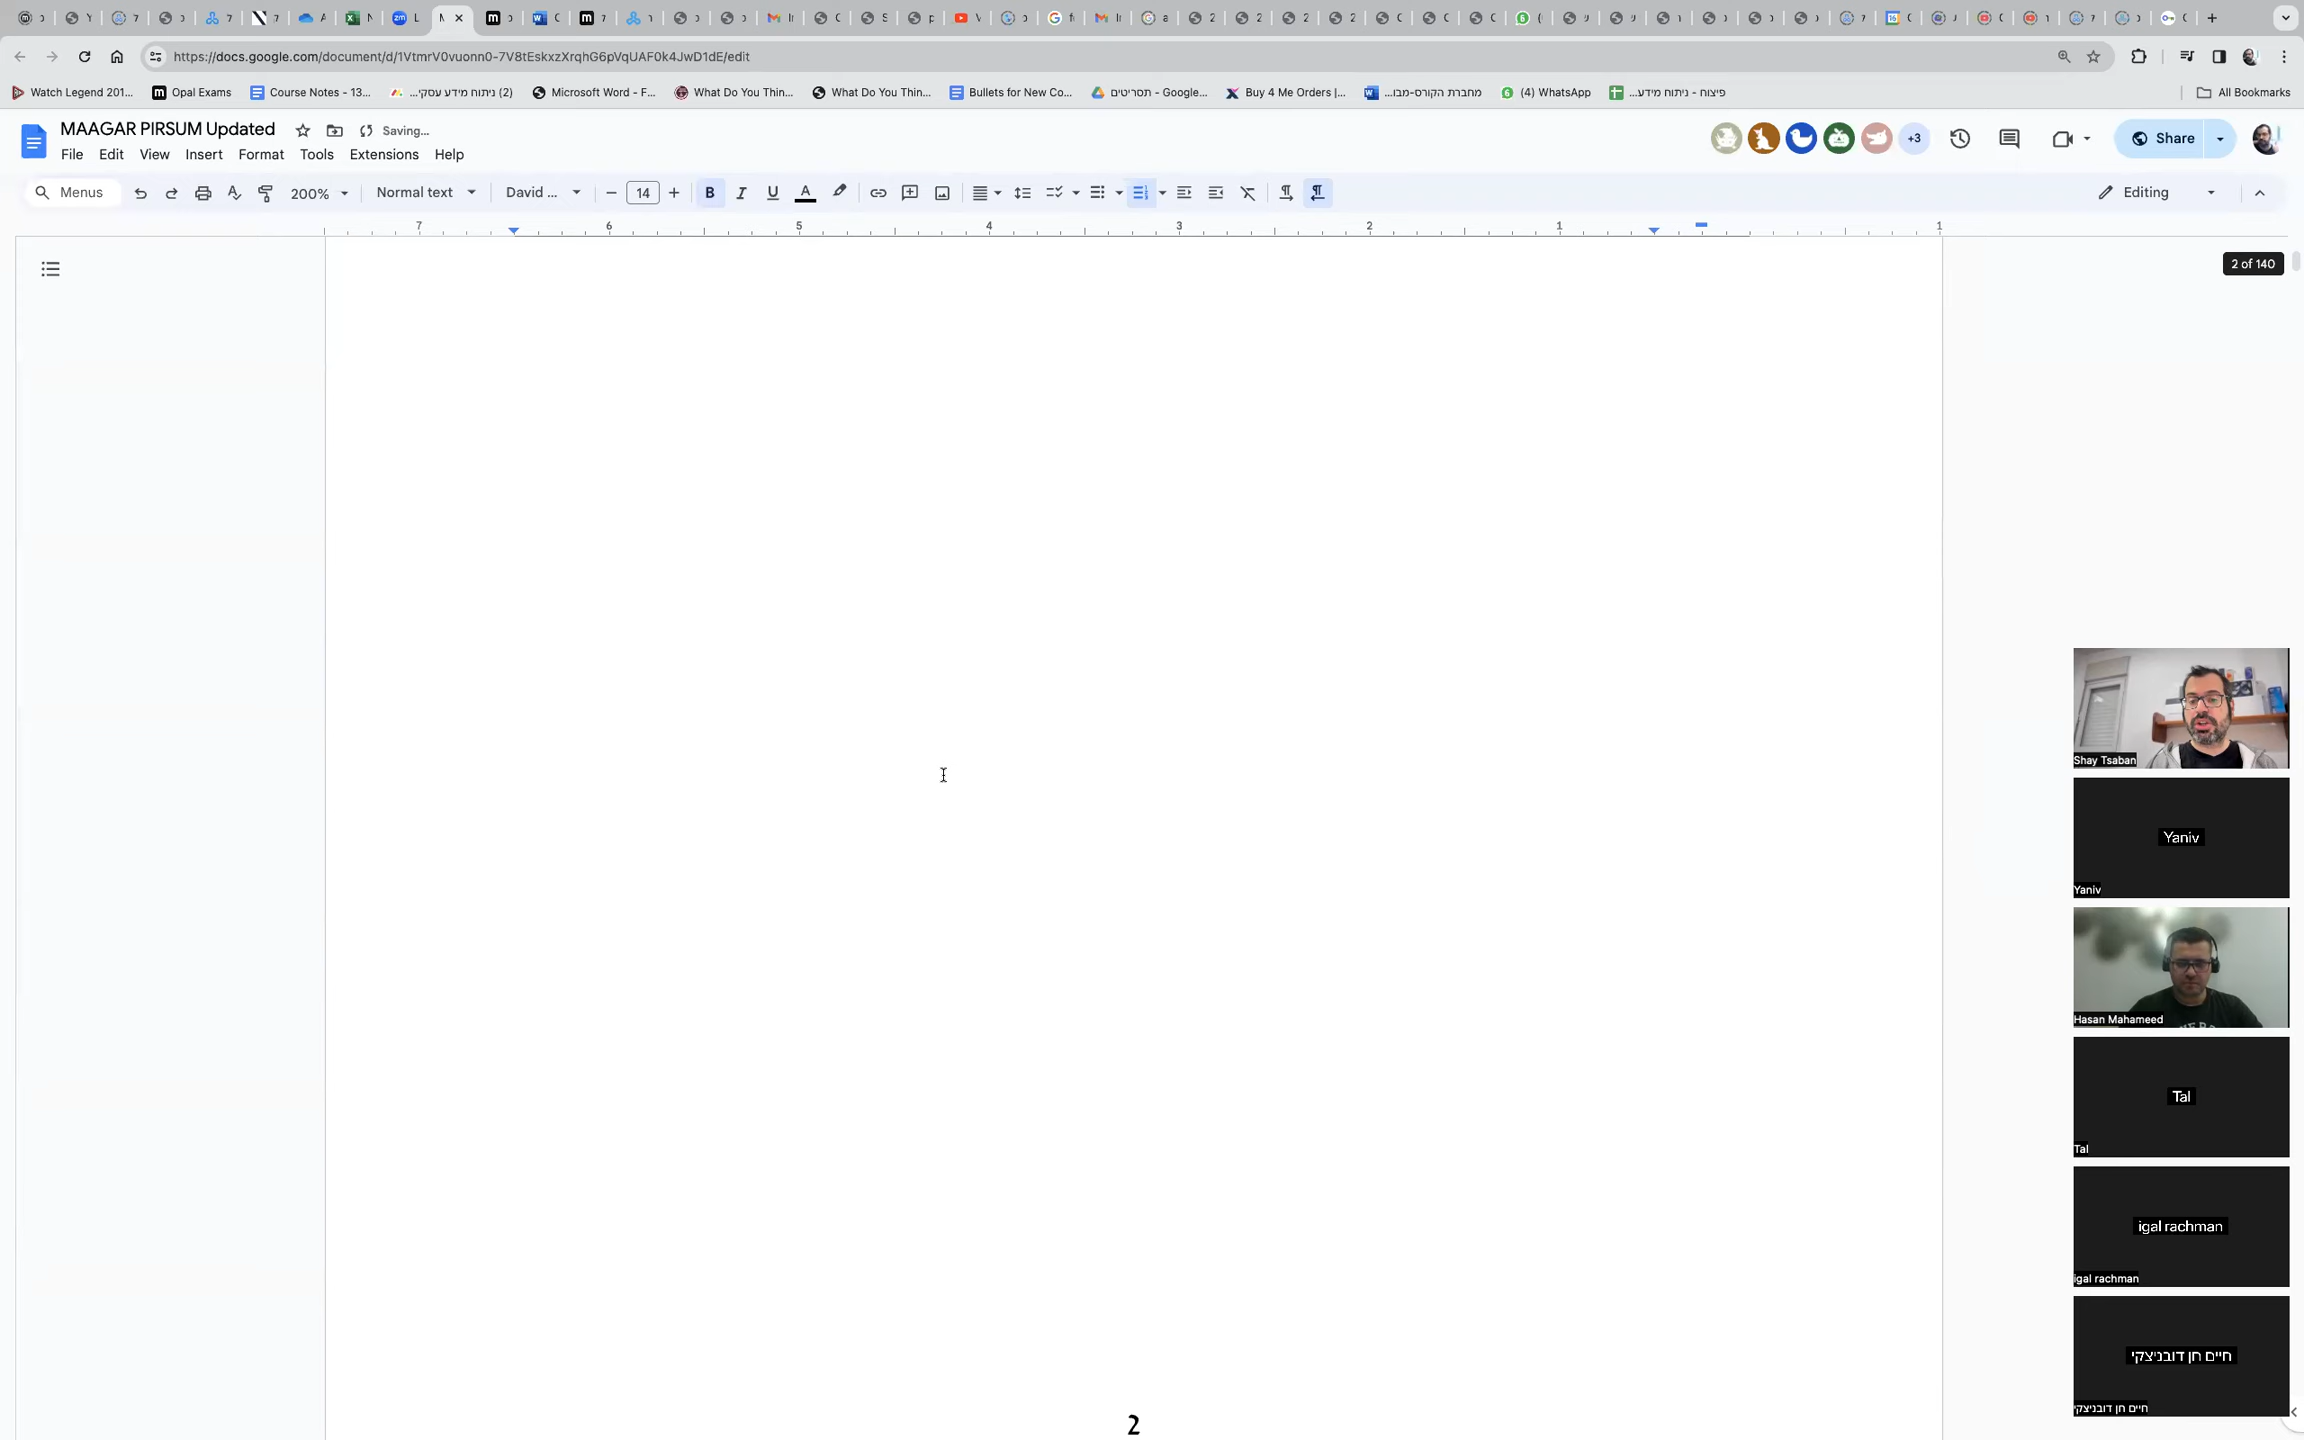 https://docs.google.com/document/d/1VtmrV0vuonn0-7V8tEskxzXrqhG6pVqUAF0k4JwD1dE/edit
Watch Legend 201...
Opal Exams
Course Notes - 13...
(2) ניתוח מידע עסקי...
Microsoft Word - F...
What Do You Thin...
What Do You Thin...
Bullets for New Co...
תסריטים - Google...
Buy 4 Me Orders |...
מחברת הקורס-מבו...
(4) WhatsApp
פיצוח - ניתוח מידע...
All Bookmarks
MAAGAR PIRSUM Updated
Saving...
+3
Share
File Edit View Insert Format Tools Extensions Help
Menus
200%
Normal text
David ...
14
Editing
7 6 5 4 3 2 1 1
2 of 140
Shay Tsaban
Yaniv
Yaniv
Hasan Mahameed
Tal
Tal
igal rachman
igal rachman
חיים חן דובניצקי
חיים חן דובניצקי
2